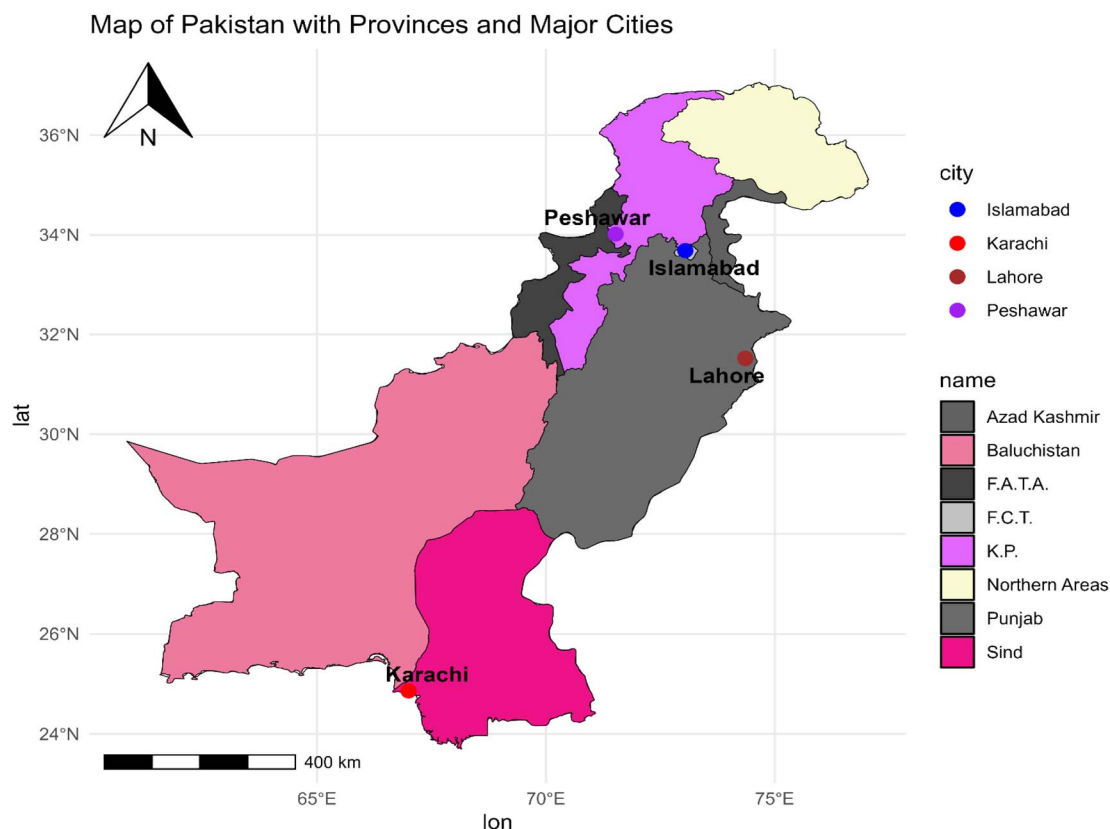 Map of Pakistan with Provinces and Major Cities
N
36°N
34°N
32°N
30°N
28°N
26°N
24°N
lat
Peshawar
Islamabad
Lahore
Karachi
400 km
65°E
70°E
75°E
lon
city
Islamabad
Karachi
Lahore
Peshawar
name
Azad Kashmir
Baluchistan
F.A.T.A.
F.C.T.
K.P.
Northern Areas
Punjab
Sind